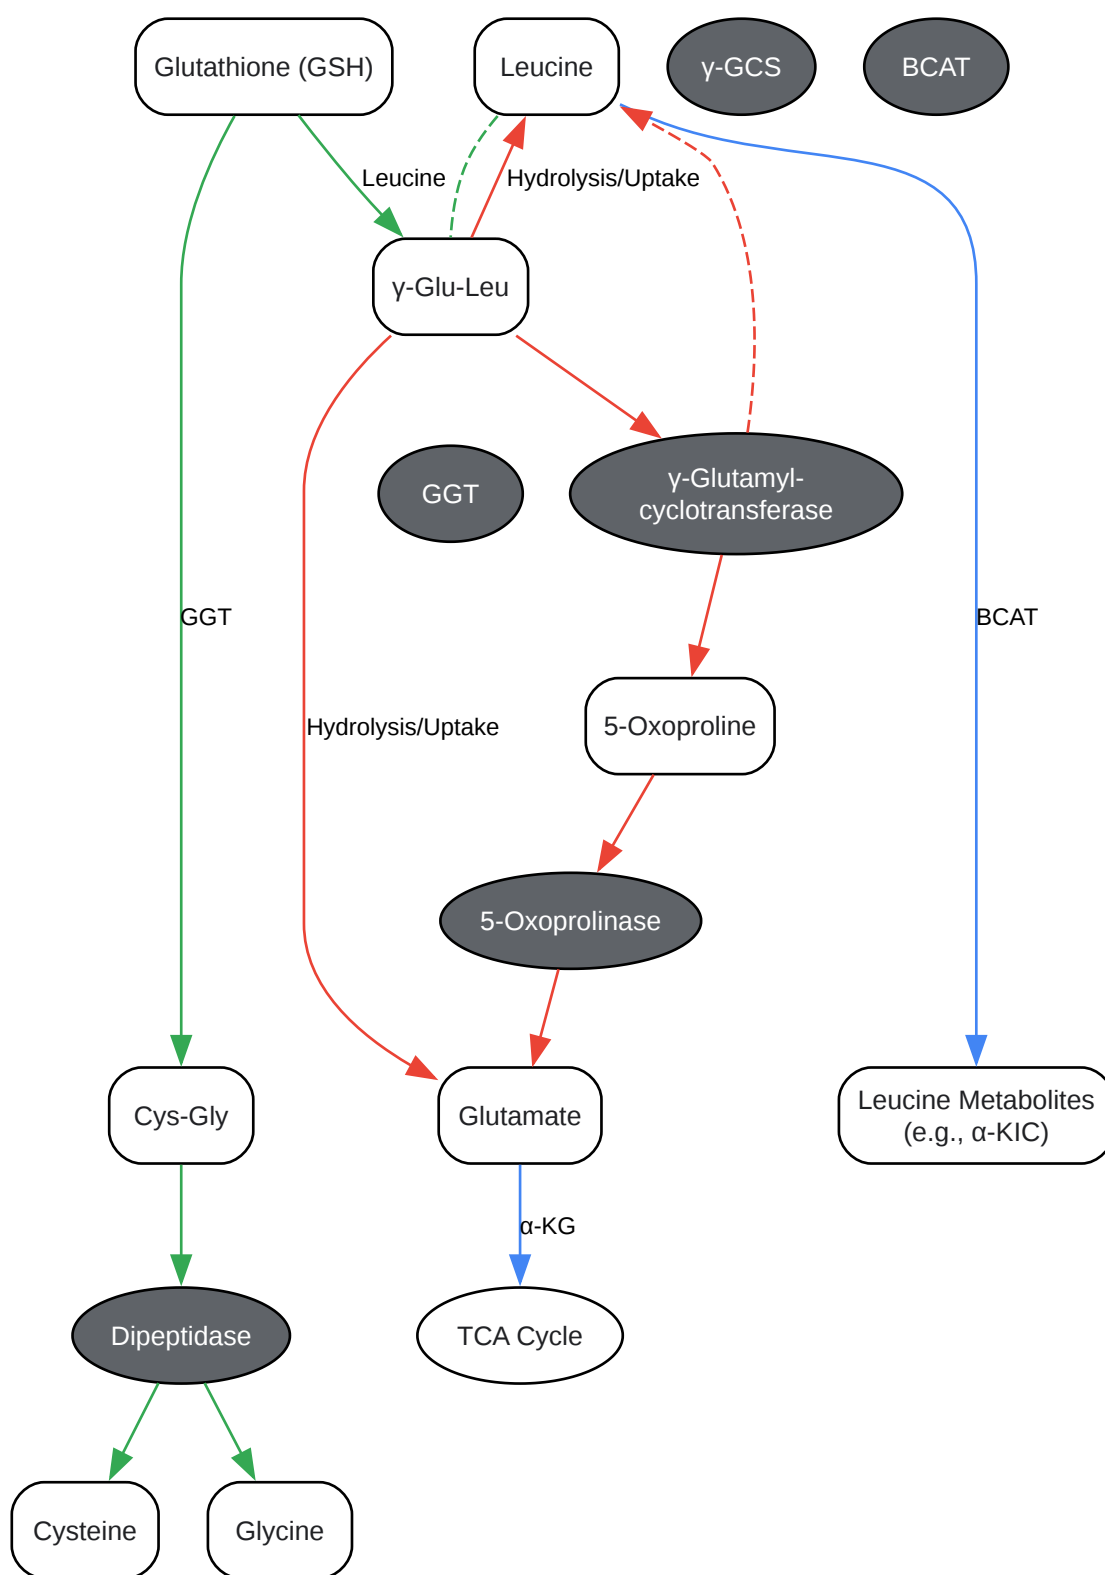 Glutathione (GSH)
Leucine
γ-GCS
BCAT
Leucine
Hydrolysis/Uptake
γ-Glu-Leu
GGT
γ-Glutamyl-
cyclotransferase
GGT
BCAT
Hydrolysis/Uptake
5-Oxoproline
5-Oxoprolinase
Cys-Gly
Glutamate
Leucine Metabolites
(e.g., α-KIC)
α-KG
Dipeptidase
TCA Cycle
Cysteine
Glycine